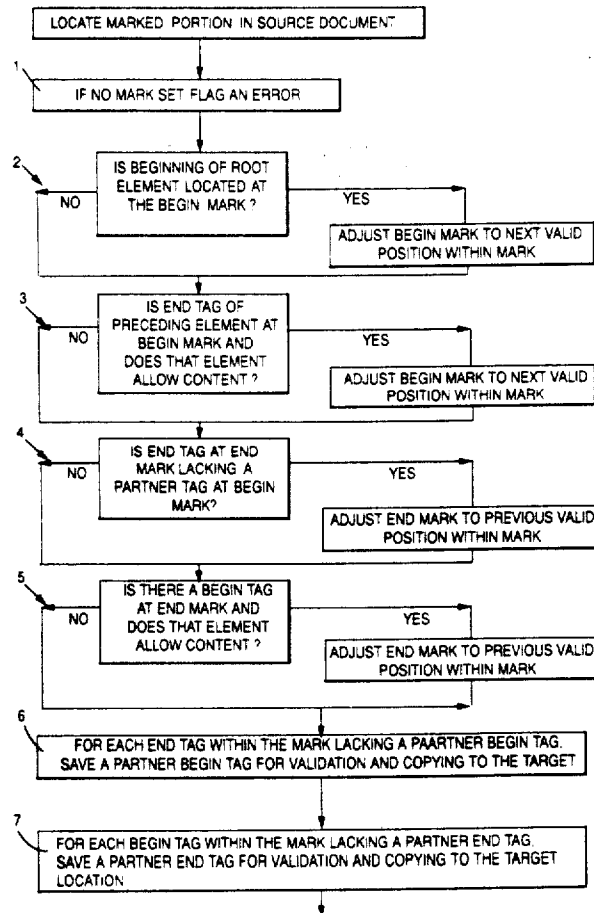 LOCATE MARKED PORTION IN SOURCE DOCUMENT
1
IF NO MARK SET FLAG AN ERROR
2
IS BEGINNING OF ROOT
ELEMENT LOCATED AT
THE BEGIN MARK ?
NO
YES
ADJUST BEGIN MARK TO NEXT VALID
POSITION WITHIN MARK
3
IS END TAG OF
PRECEDING ELEMENT AT
BEGIN MARK AND
DOES THAT ELEMENT
ALLOW CONTENT ?
NO
YES
ADJUST BEGIN MARK TO NEXT VALID
POSITION WITHIN MARK
4
IS END TAG AT END
MARK LACKING A
PARTNER TAG AT BEGIN
MARK?
NO
YES
ADJUST END MARK TO PREVIOUS VALID
POSITION WITHIN MARK
5
IS THERE A BEGIN TAG
AT END MARK AND
DOES THAT ELEMENT
ALLOW CONTENT ?
NO
YES
ADJUST END MARK TO PREVIOUS VALID
POSITION WITHIN MARK
6
FOR EACH END TAG WITHIN THE MARK LACKING A PAARTNER BEGIN TAG.
SAVE A PARTNER BEGIN TAG FOR VALIDATION AND COPYING TO THE TARGET
7
FOR EACH BEGIN TAG WITHIN THE MARK LACKING A PARTNER END TAG.
SAVE A PARTNER END TAG FOR VALIDATION AND COPYING TO THE TARGET
LOCATION